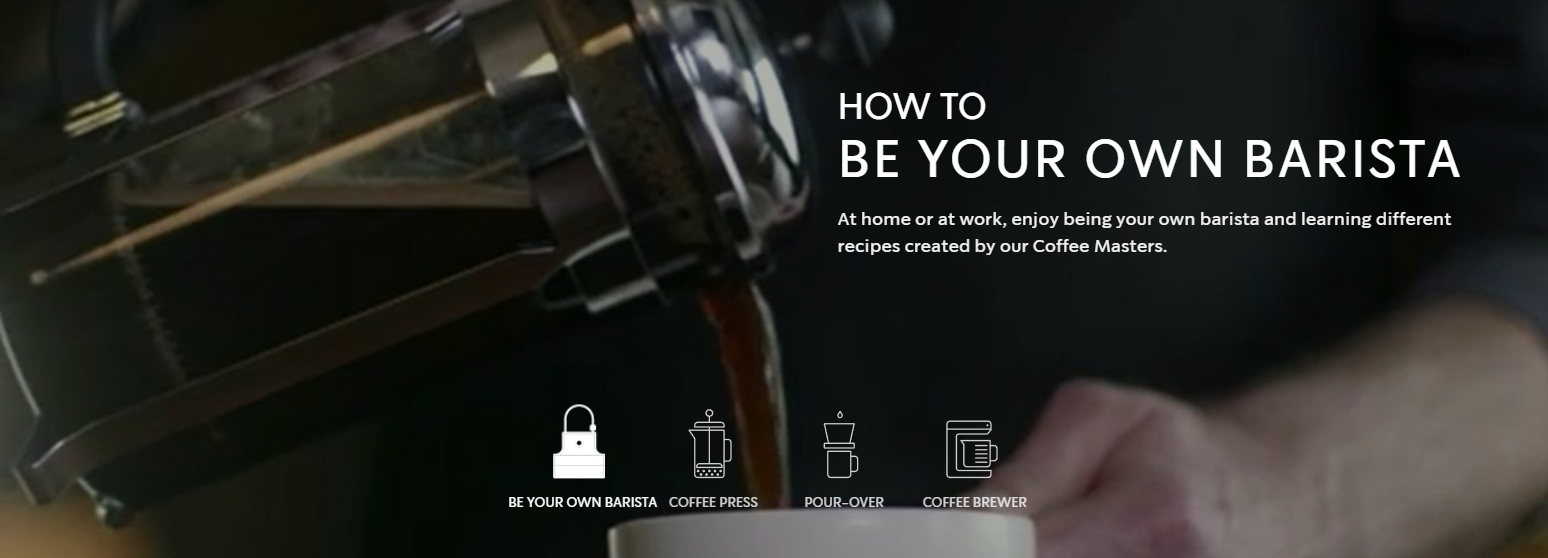 HOW TO
BE YOUR OWN BARISTA
At home or at work, enjoy being your own barista and learning different
recipes created by our Coffee Masters.
BE YOUR OWN BARISTA
COFFEE PRESS
POUR-OVER
COFFEE BREWER